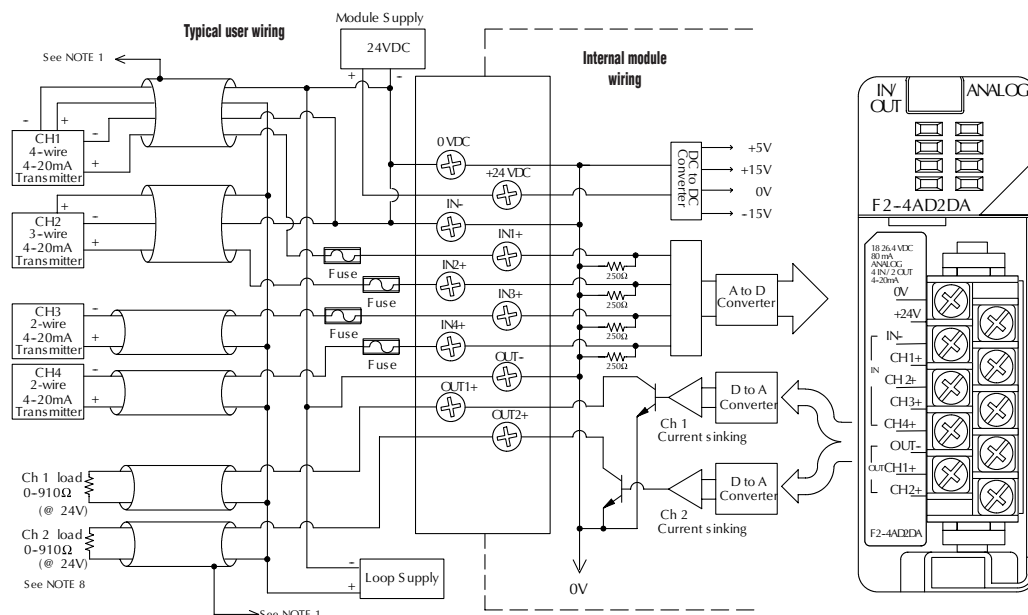 Typical user wiring
Module Supply
24VDC
+
-
See NOTE 1
Internal module
wiring
- +
CH1
4-wire
4-20mA
Transmitter
-
+
CH2
3-wire
4-20mA
Transmitter
+
-
+
CH3
2-wire
4-20mA
Transmitter
-
+
CH4
2-wire
4-20mA
Transmitter
-
+
Fuse
Fuse
Fuse
Fuse
0 VDC
+24 VDC
IN-
IN1+
IN2+
IN3+
IN4+
OUT-
OUT1+
OUT2+
250Ω
250Ω
250Ω
250Ω
DC to DC
Converter
+5V
+15V
0V
-15V
A to D
Converter
D to A
Converter
Ch 1
Current sinking
D to A
Converter
Ch 2
Current sinking
0V
Ch 1 load
0-910Ω
(@ 24V)
Ch 2 load
0-910Ω
(@ 24V)
See NOTE 8
-
+
Loop Supply
See NOTE 1
IN/
OUT
ANALOG
F2-4AD2DA
18 26.4 VDC
80 mA
ANALOG
4 IN/ 2 OUT
4-20mA
0V
+24V
IN-
CH1+
IN
CH2+
CH3+
CH4+
OUT-
OUT
CH1+
CH2+
F2-4AD2DA